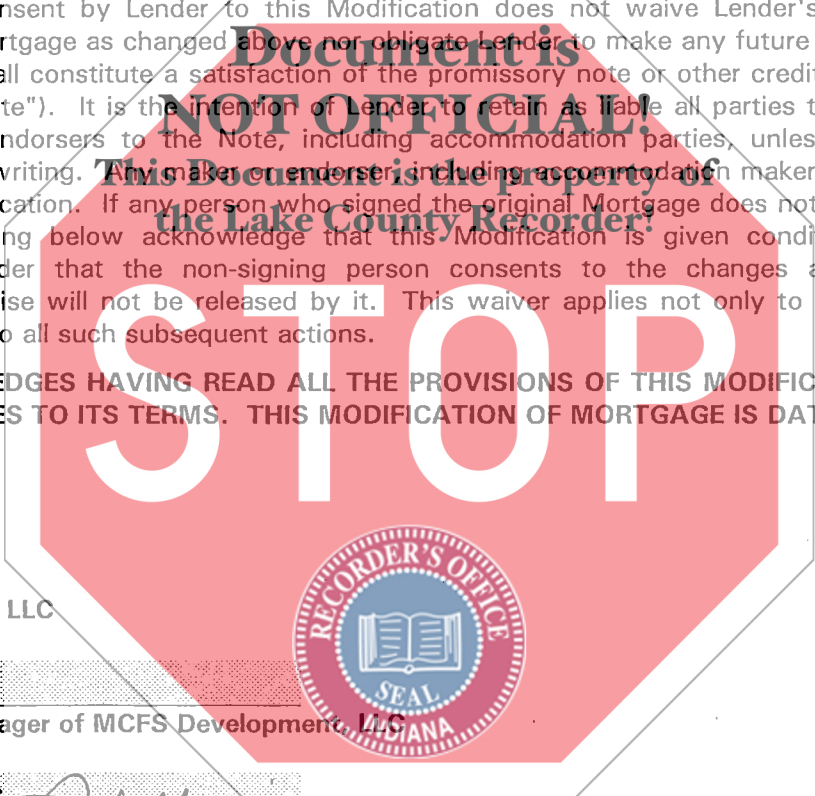 nsent by Lender to this Modification does not waive Lender's
rtgage as changed above nor obligate Lender to make any future
all constitute a satisfaction of the promissory note or other credit
te"). It is the intention of Lender to retain as liable all parties t
ndorsers to the Note, including accommodation parties, unles
writing. Any maker or endorser, including accommodation maker
cation. If any person who signed the original Mortgage does not
ng below acknowledge that this Modification is given condi
der that the non-signing person consents to the changes a
ise will not be released by it. This waiver applies not only to
o all such subsequent actions.
EDGES HAVING READ ALL THE PROVISIONS OF THIS MODIFIC
ES TO ITS TERMS. THIS MODIFICATION OF MORTGAGE IS DAT
Document is
NOT OFFICIAL!
This Document is the property of
the Lake County Recorder!
STOP
RECORDER'S OFFICE
SEAL
INDIANA
LLC
ager of MCFS Development, LLC